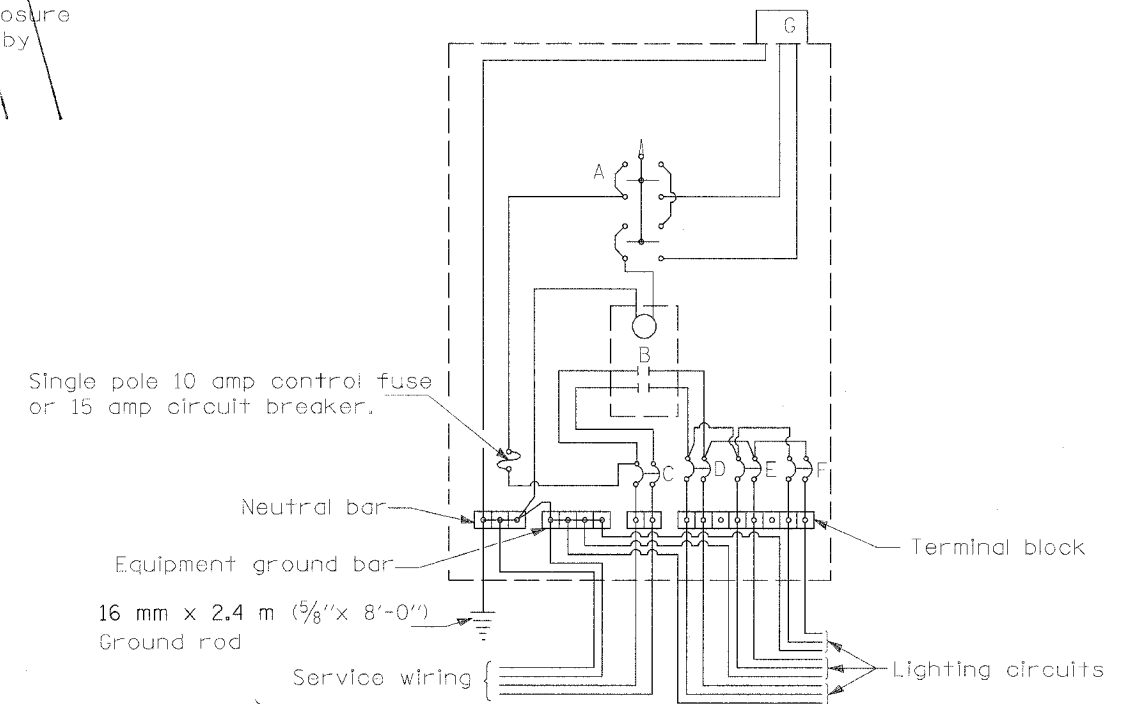 osure
by
G
A
B
Single pole 10 amp control fuse
or 15 amp circuit breaker.
C
D
E
F
Neutral bar
Equipment ground bar
Terminal block
16 mm x 2.4 m (5/8"x 8'-0")
Ground rod
Lighting circuits
Service wiring